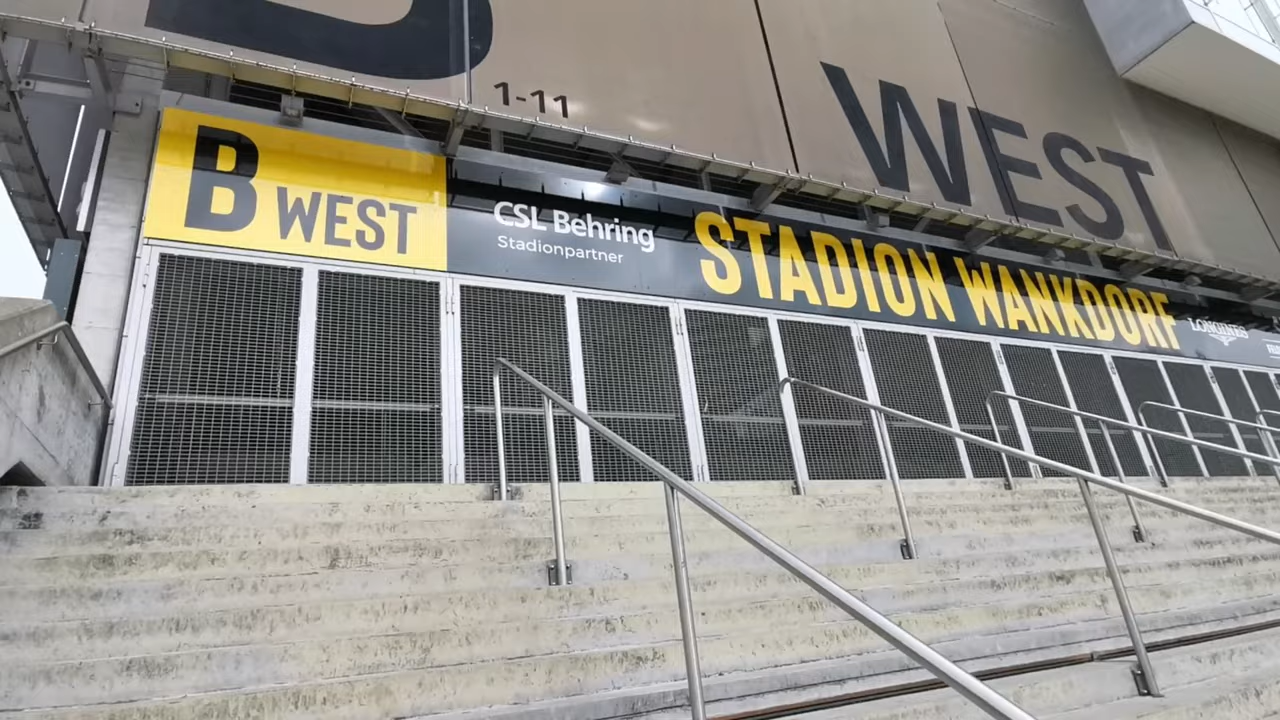 1-11
WEST
B WEST
CSL Behring
Stadionpartner
STADION WANKDORF
LONGINES